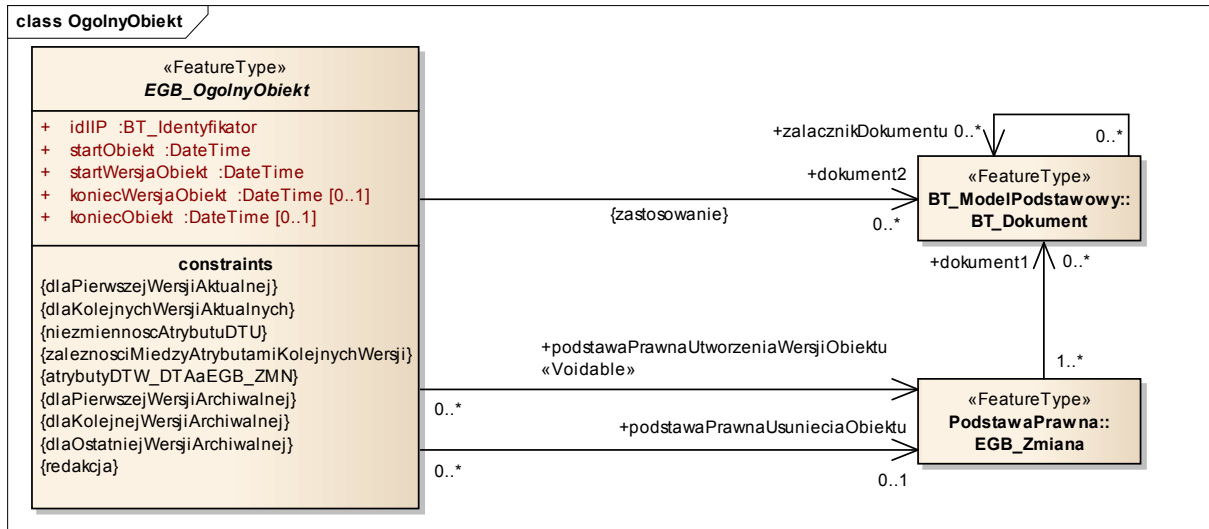 class OgolnyObiekt
«FeatureType»
EGB_OgolnyObiekt
+ idIIP :BT_Identyfikator
+ startObiekt :DateTime
+ startWersjaObiekt :DateTime
+ koniecWersjaObiekt :DateTime [0..1]
+ koniecObiekt :DateTime [0..1]
constraints
{dlaPierwszejWersjiAktualnej}
{dlaKolejnychWersjiAktualnych}
{niezmiennoscAtrybutuDTU}
{zaleznosciMiedzyAtrybutamiKolejnychWersji}
{atrybutyDTW_DTAaEGB_ZMN}
{dlaPierwszejWersjiArchiwalnej}
{dlaKolejnejWersjiArchiwalnej}
{dlaOstatniejWersjiArchiwalnej}
{redakcja}
+zalacznikDokumentu 0..*
0..*
+dokument2
{zastosowanie}
0..*
«FeatureType»
BT_ModelPodstawowy::
BT_Dokument
+dokument1
0..*
1..*
+podstawaPrawnaUtworzeniaWersjiObiektu
«Voidable»
0..*
+podstawaPrawnaUsunieciaObiektu
0..*
0..1
«FeatureType»
PodstawaPrawna::
EGB_Zmiana